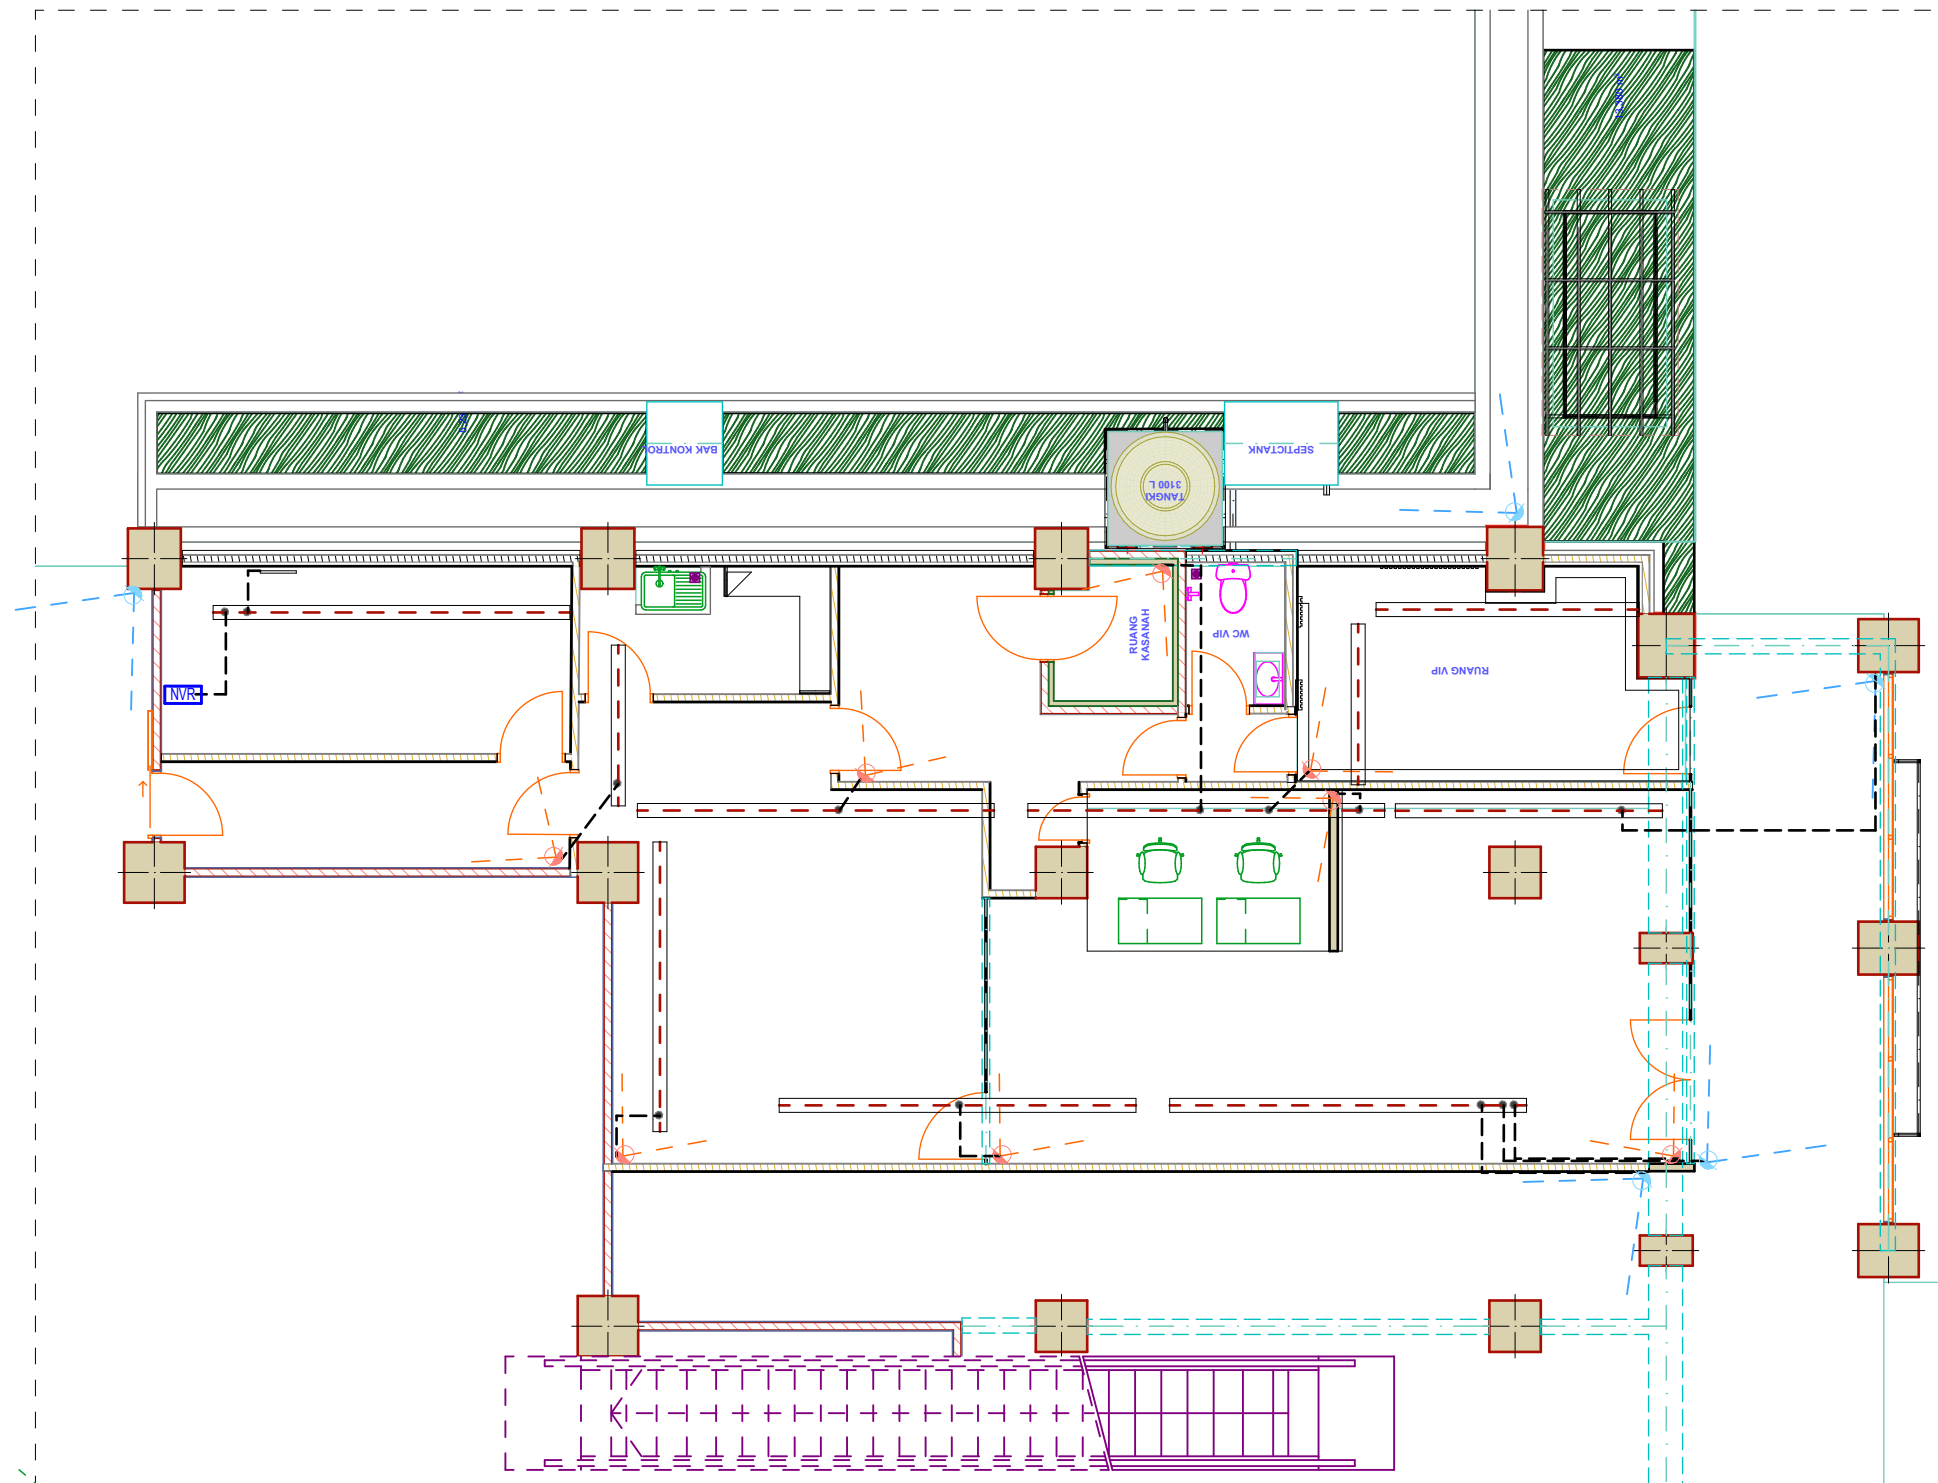 BAK KONTROL
SEPTICTANK
TANGKI
3100 L
RUANG
KASANAH
WC VIP
RUANG VIP
NVR